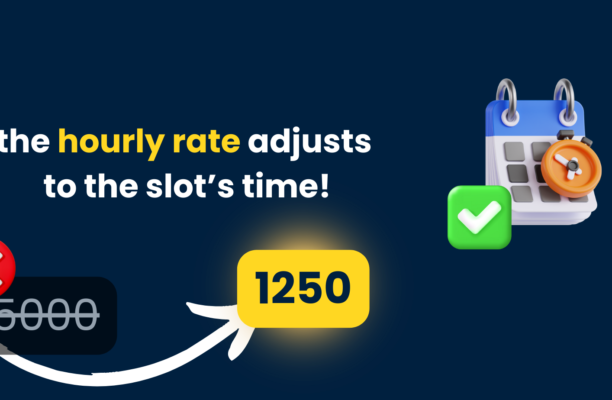 the hourly rate adjusts
to the slot’s time!
1250
5000